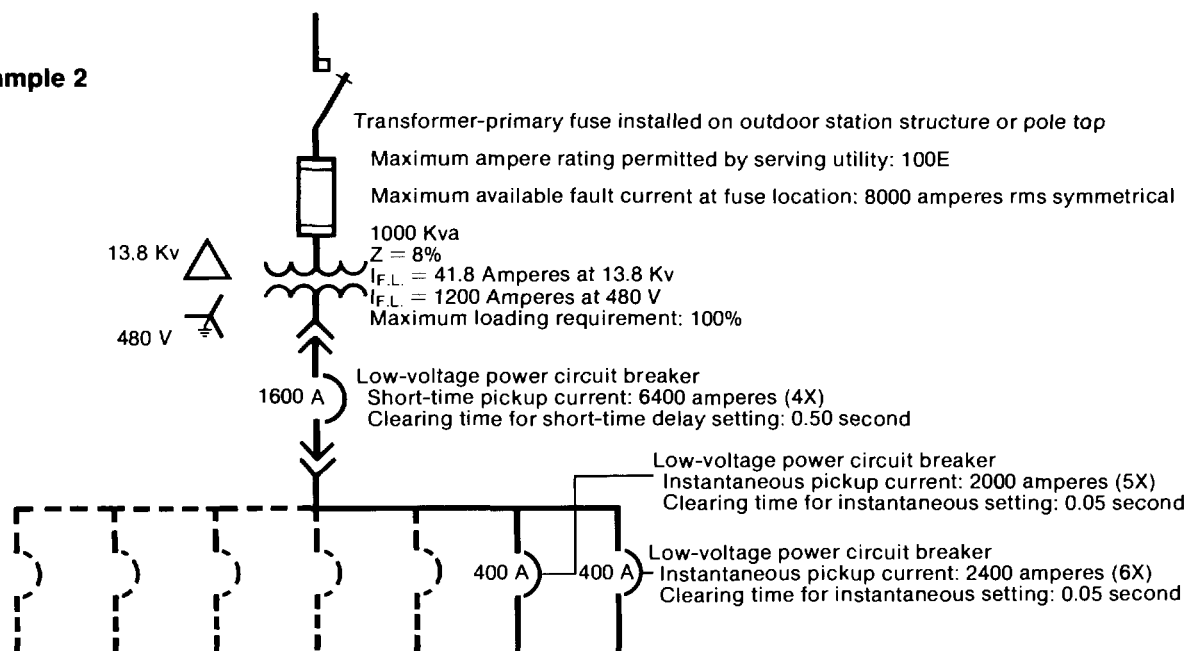 ample 2
Transformer-primary fuse installed on outdoor station structure or pole top
Maximum ampere rating permitted by serving utility: 100E
Maximum available fault current at fuse location: 8000 amperes rms symmetrical
13.8 Kv
480 V
1000 Kva
Z = 8%
IF.L. = 41.8 Amperes at 13.8 Kv
IF.L. = 1200 Amperes at 480 V
Maximum loading requirement: 100%
1600 A
Low-voltage power circuit breaker
Short-time pickup current: 6400 amperes (4X)
Clearing time for short-time delay setting: 0.50 second
Low-voltage power circuit breaker
Instantaneous pickup current: 2000 amperes (5X)
Clearing time for instantaneous setting: 0.05 second
400 A
400 A
Low-voltage power circuit breaker
Instantaneous pickup current: 2400 amperes (6X)
Clearing time for instantaneous setting: 0.05 second